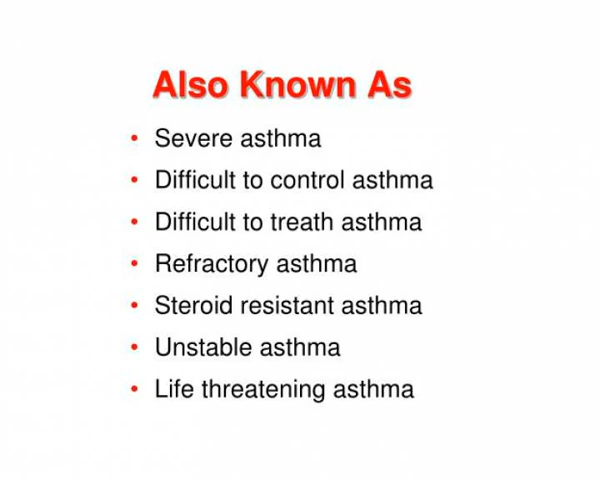 Also Known As
• Severe asthma
• Difficult to control asthma
• Difficult to treath asthma
• Refractory asthma
• Steroid resistant asthma
• Unstable asthma
• Life threatening asthma